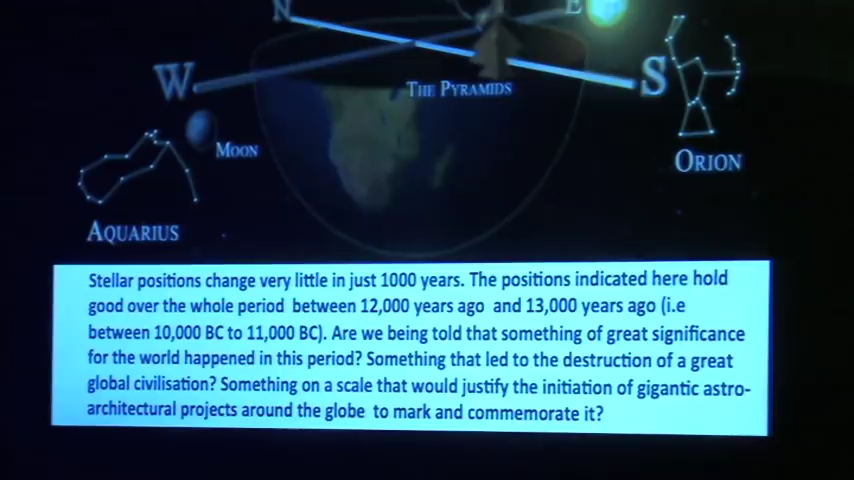 N
E
W
S
THE PYRAMIDS
MOON
ORION
AQUARIUS
Stellar positions change very little in just 1000 years. The positions indicated here hold
good over the whole period between 12,000 years ago and 13,000 years ago (i.e
between 10,000 BC to 11,000 BC). Are we being told that something of great significance
for the world happened in this period? Something that led to the destruction of a great
global civilisation? Something on a scale that would justify the initiation of gigantic astro-
architectural projects around the globe to mark and commemorate it?